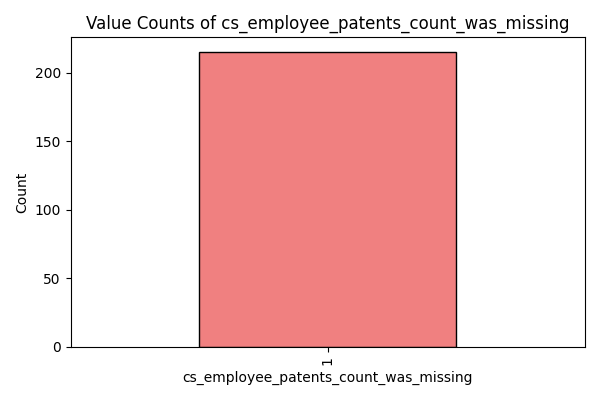 Value Counts of cs_employee_patents_count_was_missing
200
150
100
50
0
Count
1
cs_employee_patents_count_was_missing